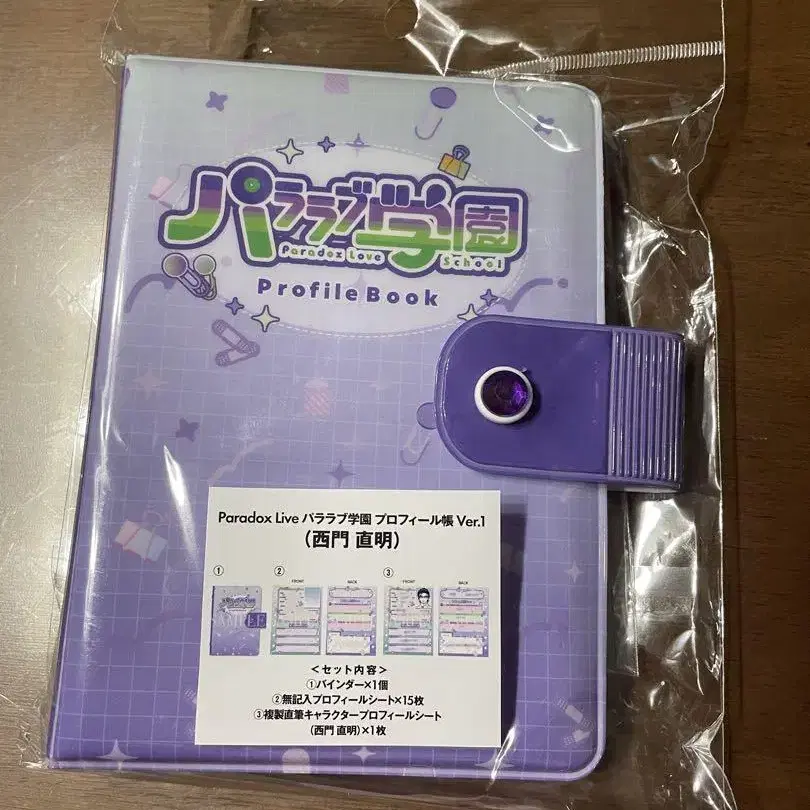 パララブ学園
Paradox Love School
Profile Book
Paradox Live パララブ学園 プロフィール帳 Ver.1
（西門 直明）
① ② ③
FRONT BACK FRONT BACK
＜セット内容＞
①バインダー×1個
②無記入プロフィールシート×15枚
③複製直筆キャラクタープロフィールシート
（西門 直明）×1枚